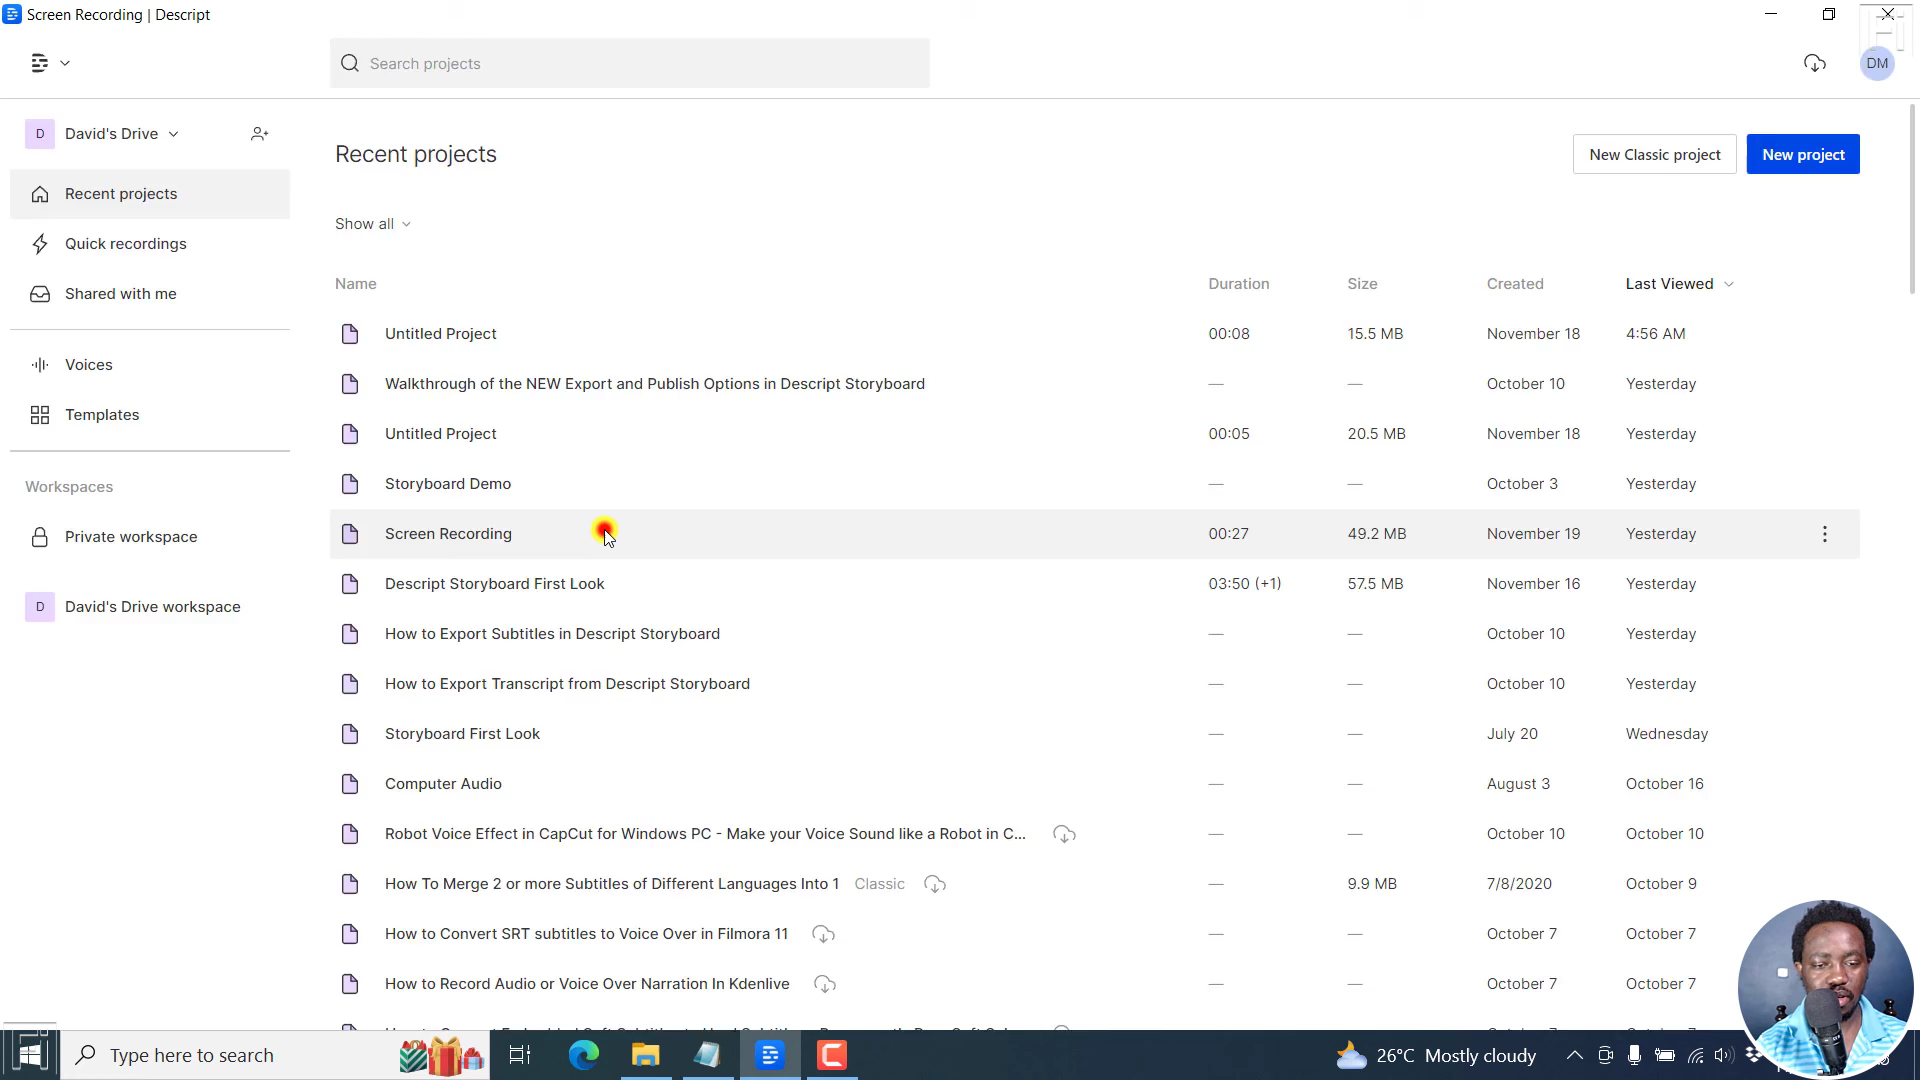 Screen Recording | Descript
Search projects
DM
D David's Drive
Recent projects
Quick recordings
Shared with me
Voices
Templates
Workspaces
Private workspace
D David's Drive workspace
Recent projects
New Classic project
New project
Show all
Name Duration Size Created Last Viewed
Untitled Project 00:08 15.5 MB November 18 4:56 AM
Walkthrough of the NEW Export and Publish Options in Descript Storyboard — — October 10 Yesterday
Untitled Project 00:05 20.5 MB November 18 Yesterday
Storyboard Demo — — October 3 Yesterday
Screen Recording 00:27 49.2 MB November 19 Yesterday
Descript Storyboard First Look 03:50 (+1) 57.5 MB November 16 Yesterday
How to Export Subtitles in Descript Storyboard — — October 10 Yesterday
How to Export Transcript from Descript Storyboard — — October 10 Yesterday
Storyboard First Look — — July 20 Wednesday
Computer Audio — — August 3 October 16
Robot Voice Effect in CapCut for Windows PC - Make your Voice Sound like a Robot in C... — — October 10 October 10
How To Merge 2 or more Subtitles of Different Languages Into 1 Classic — 9.9 MB 7/8/2020 October 9
How to Convert SRT subtitles to Voice Over in Filmora 11 — — October 7 October 7
How to Record Audio or Voice Over Narration In Kdenlive — — October 7 October 7
Type here to search
26°C Mostly cloudy